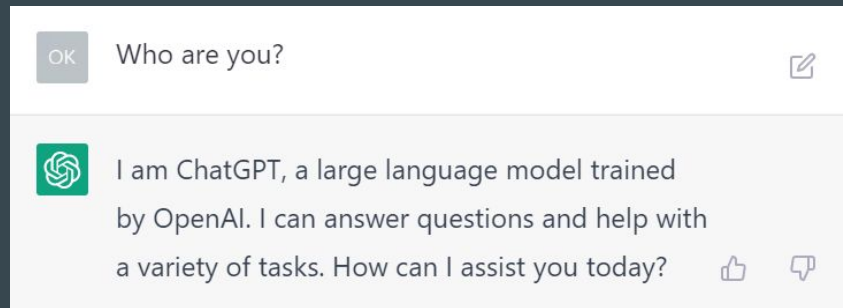 OK
Who are you?
I am ChatGPT, a large language model trained
by OpenAI. I can answer questions and help with
a variety of tasks. How can I assist you today?